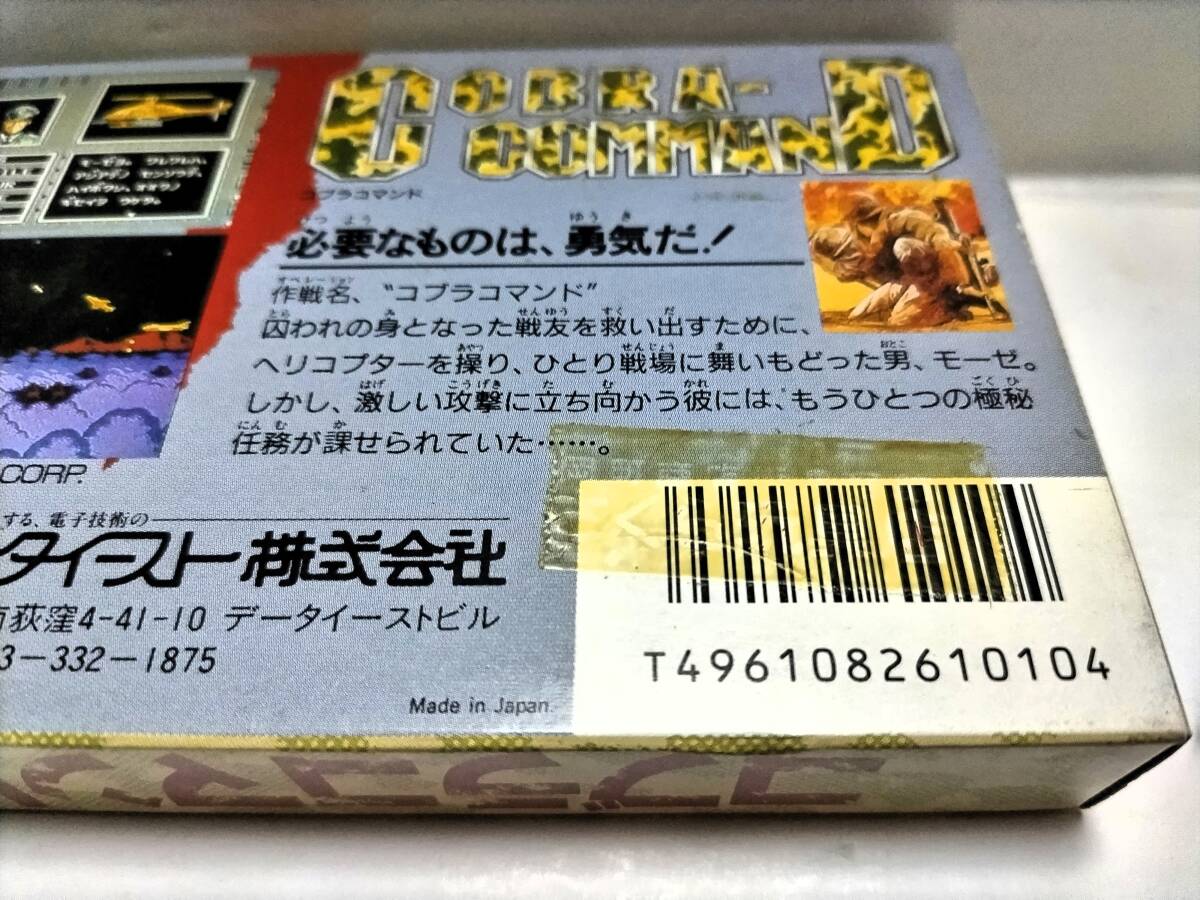 COBRA-
COMMAND
コブラコマンド
必要なものは、勇気だ!
作戦名、“コブラコマンド”
囚われの身となった戦友を救い出すために、
ヘリコプターを操り、ひとり戦場に舞いもどった男、モーゼ。
しかし、激しい攻撃に立ち向かう彼には、もうひとつの極秘
任務が課せられていた……。
CORP.
する、電子技術の
タイースト株式会社
荻窪4-41-10 データイーストビル
3-332-1875
Made in Japan.
T4961082610104